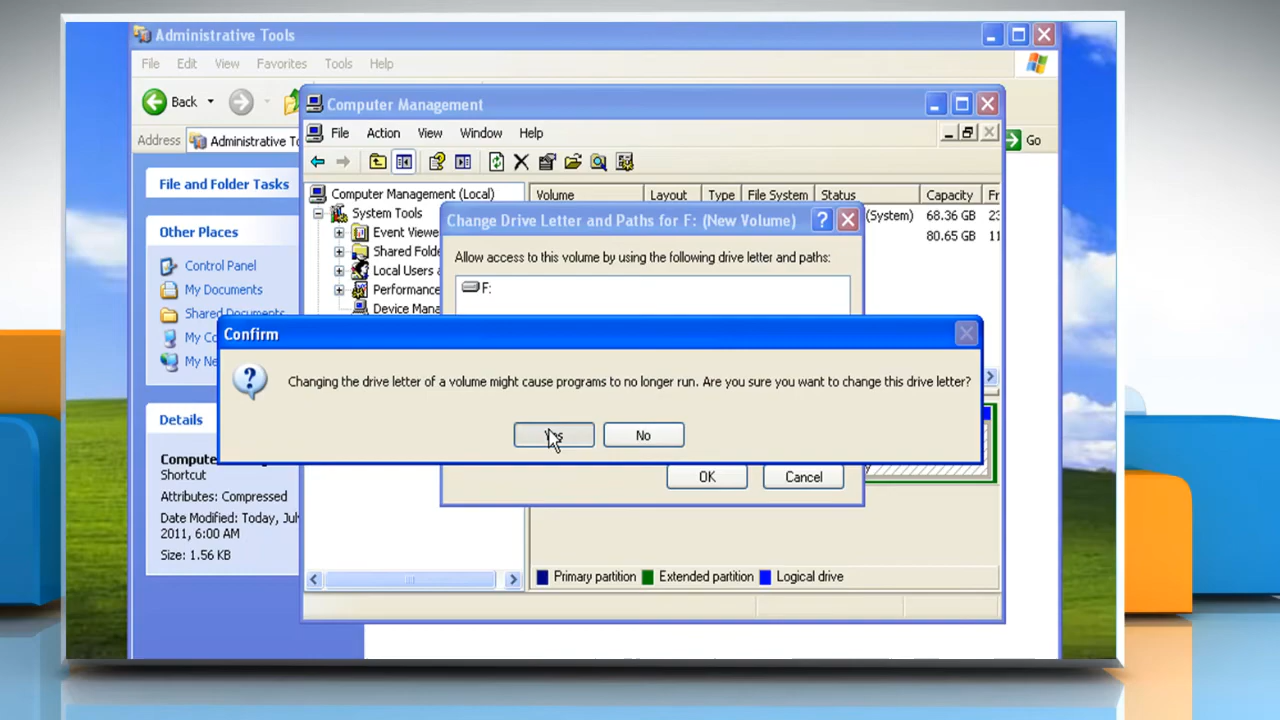 Administrative Tools
File Edit View Favorites Tools Help
Back
Address Administrative To
Go
File and Folder Tasks
Other Places
Control Panel
My Documents
Shared Documents
My Co
My Ne
Details
Shortcut
Attributes: Compressed
Date Modified: Today, Jul
2011, 6:00 AM
Size: 1.56 KB
Computer Management
File Action View Window Help
Computer Management (Local)
System Tools
Event Viewe
Shared Folde
Local Users a
Performance
Device Mana
Volume Layout Type File System Status Capacity Fr
(System) 68.36 GB 23
80.65 GB 11
Primary partition Extended partition Logical drive
Change Drive Letter and Paths for F: (New Volume)
Allow access to this volume by using the following drive letter and paths:
F:
OK Cancel
Confirm
Changing the drive letter of a volume might cause programs to no longer run. Are you sure you want to change this drive letter?
Yes No